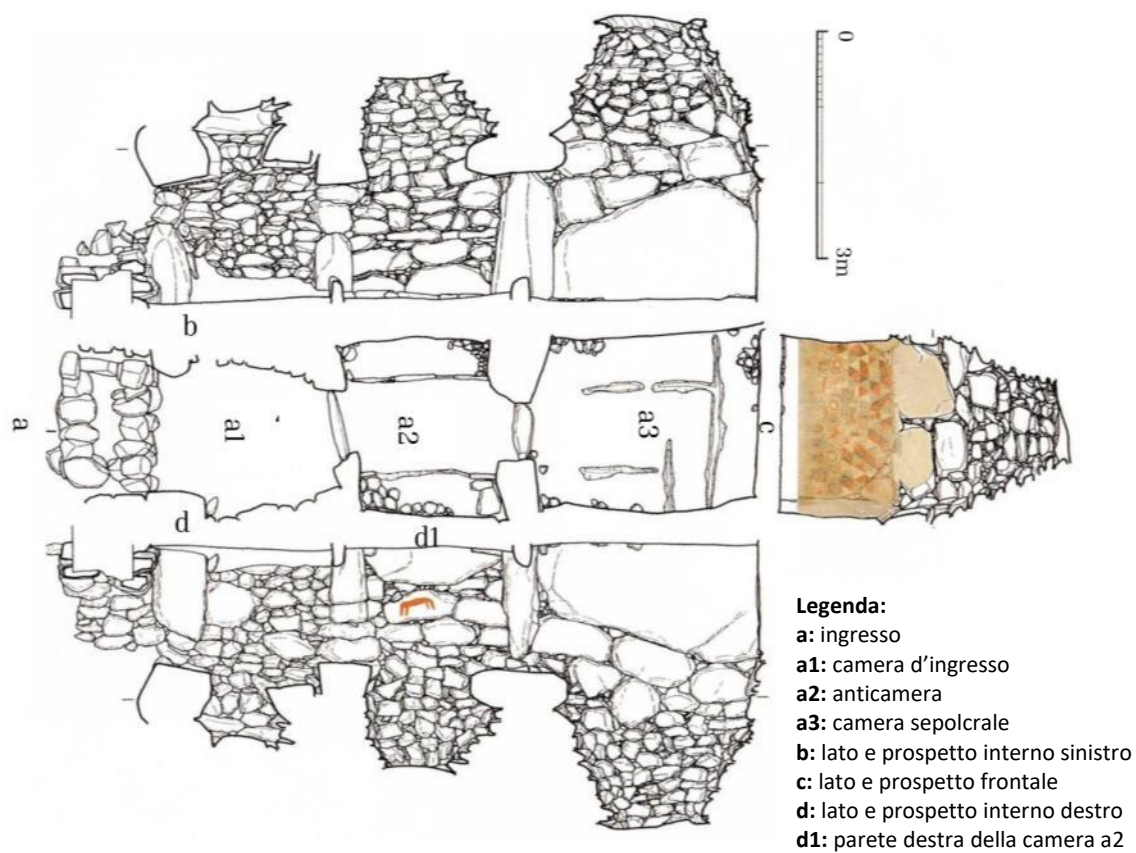 0
3m
b
a
a1
a2
a3
c
d
d1
Legenda:
a: ingresso
a1: camera d'ingresso
a2: anticamera
a3: camera sepolcrale
b: lato e prospetto interno sinistro
c: lato e prospetto frontale
d: lato e prospetto interno destro
d1: parete destra della camera a2